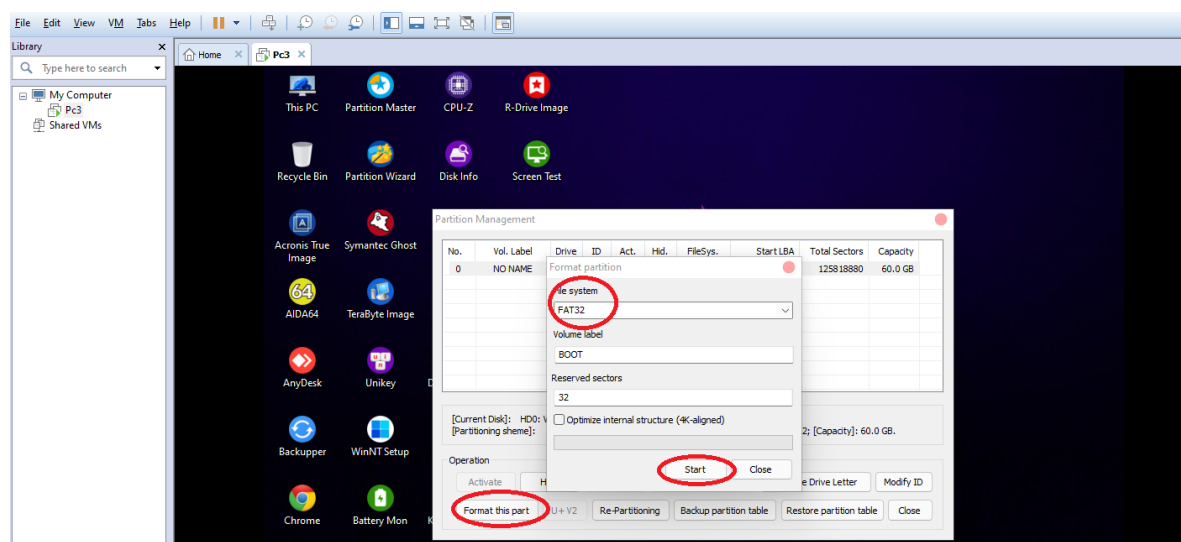 File Edit View VM Tabs Help
Library
Home
Pc3
Type here to search
My Computer
Pc3
Shared VMs
This PC
Partition Master
CPU-Z
R-Drive Image
Recycle Bin
Partition Wizard
Disk Info
Screen Test
Acronis True
Image
Symantec Ghost
64
AIDA64
TeraByte Image
AnyDesk
Unikey
Backupper
WinNT Setup
Chrome
Battery Mon
Partition Management
No. Vol. Label Drive ID Act. Hid. FileSys. Start LBA Total Sectors Capacity
0 NO NAME 125818880 60.0 GB
Format partition
File system
FAT32
Volume label
BOOT
Reserved sectors
32
Optimize internal structure (4K-aligned)
Start Close
[Current Disk]: HD0:
[Partitioning sheme]: 2; [Capacity]: 60.0 GB.
Operation
Activate Drive Letter Modify ID
Format this part U+ V2 Re-Partitioning Backup partition table Restore partition table Close